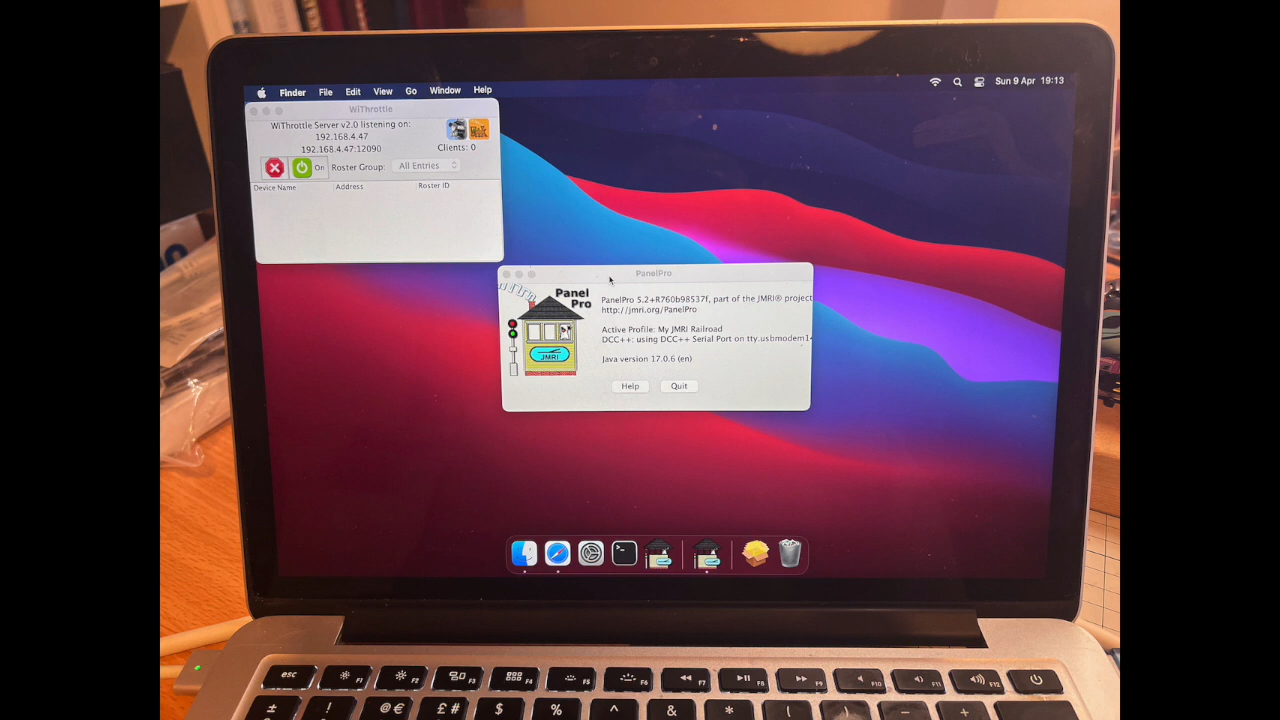 Finder File Edit View Go Window Help
Sun 9 Apr 19:13
WiThrottle
WiThrottle Server v2.0 listening on:
192.168.4.47
192.168.4.47:12090
Clients: 0
On Roster Group: All Entries
Device Name Address Roster ID
PanelPro
Panel
Pro
JMRI
PanelPro 5.2+R760b98537f, part of the JMRI® project
http://jmri.org/PanelPro
Active Profile: My JMRI Railroad
DCC++: using DCC++ Serial Port on tty.usbmodem14
Java version 17.0.6 (en)
Help Quit
esc F1 F2 F3 F4 F5 F6 F7 F8 F9 F10 F11 F12
± ! @€ £# $ % ^ & * ( ) – +